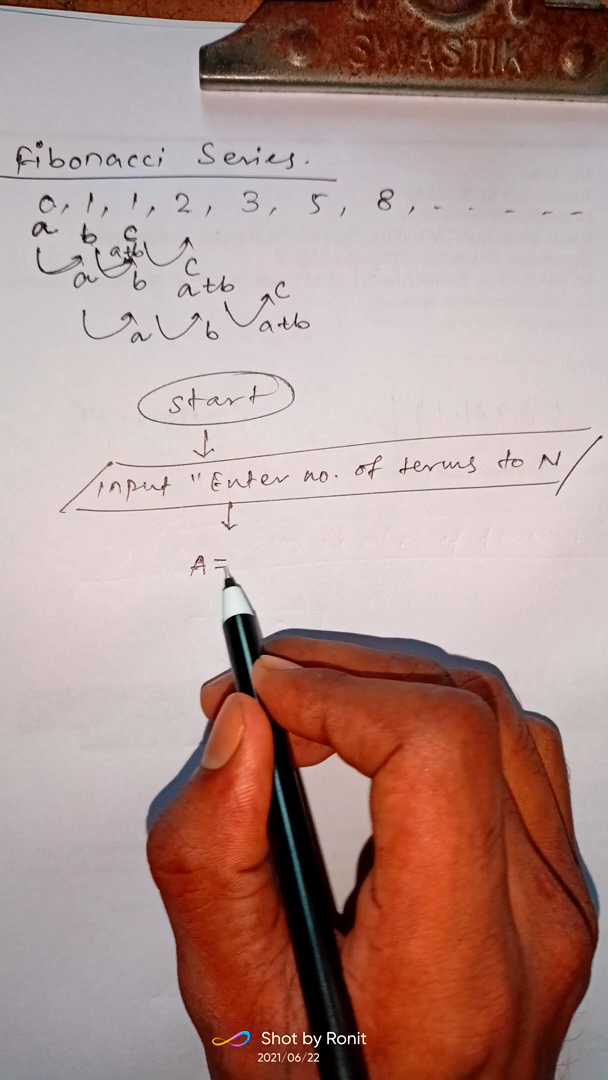 SWASTIK
Fibonacci Series.
0, 1, 1, 2, 3, 5, 8, - - - - -
a b c
a+b
a b c
a+b
c
a b a+b
Start
Input "Enter no. of terms to N
A =
Shot by Ronit
2021/06/22